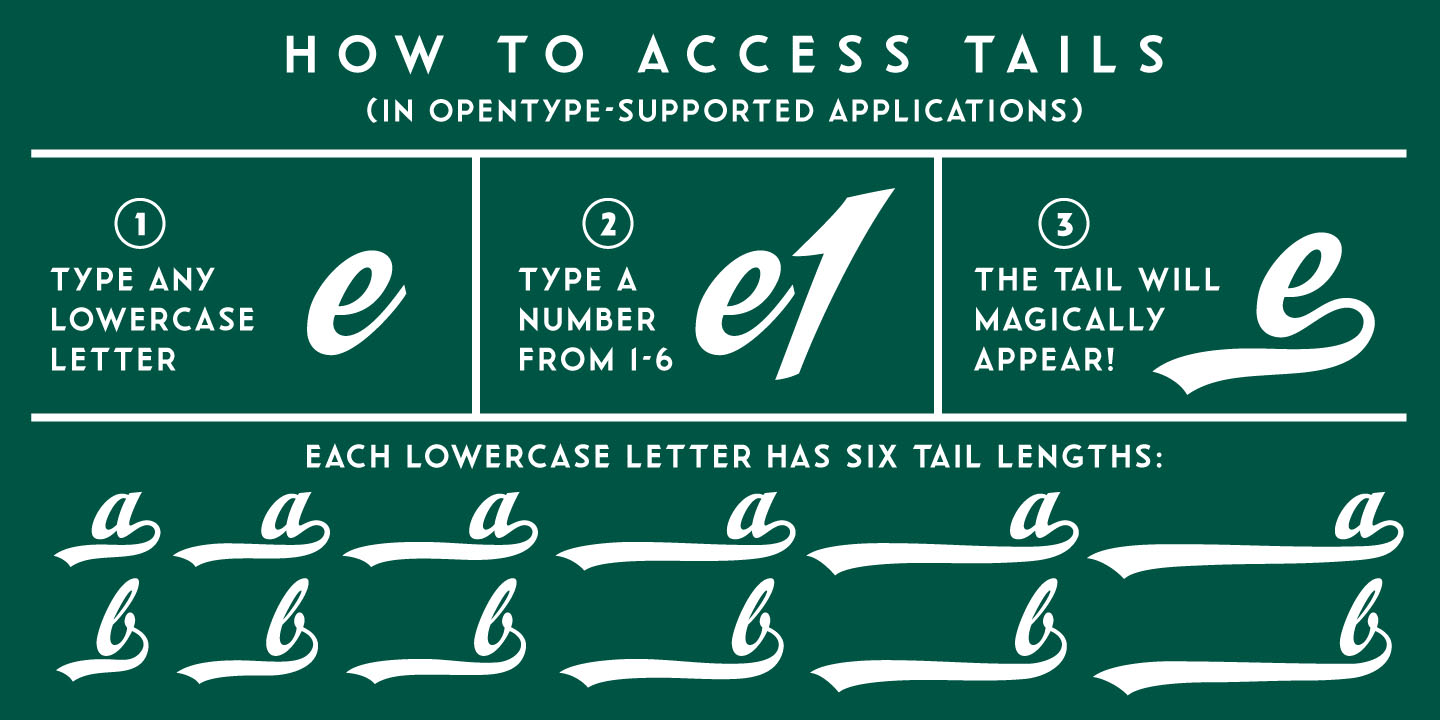 HOW TO ACCESS TAILS
(IN OPENTYPE-SUPPORTED APPLICATIONS)
1
TYPE ANY
LOWERCASE
LETTER
e
2
TYPE A
NUMBER
FROM 1-6
e1
3
THE TAIL WILL
MAGICALLY
APPEAR!
e
EACH LOWERCASE LETTER HAS SIX TAIL LENGTHS:
a a a a a a
b b b b b b